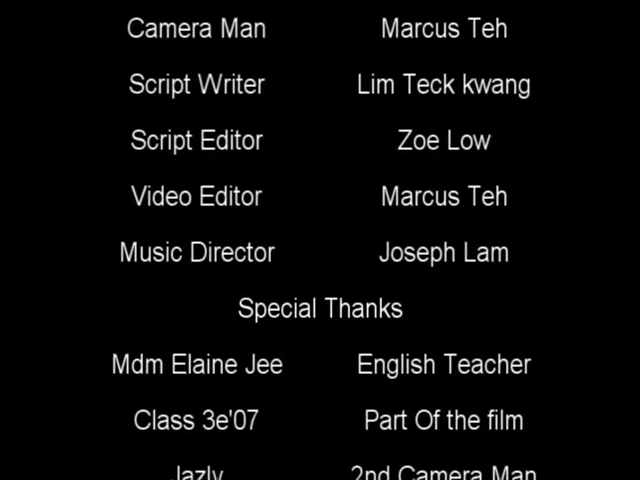 Camera Man Marcus Teh
Script Writer Lim Teck kwang
Script Editor Zoe Low
Video Editor Marcus Teh
Music Director Joseph Lam
Special Thanks
Mdm Elaine Jee English Teacher
Class 3e'07 Part Of the film
Jazly 2nd Camera Man